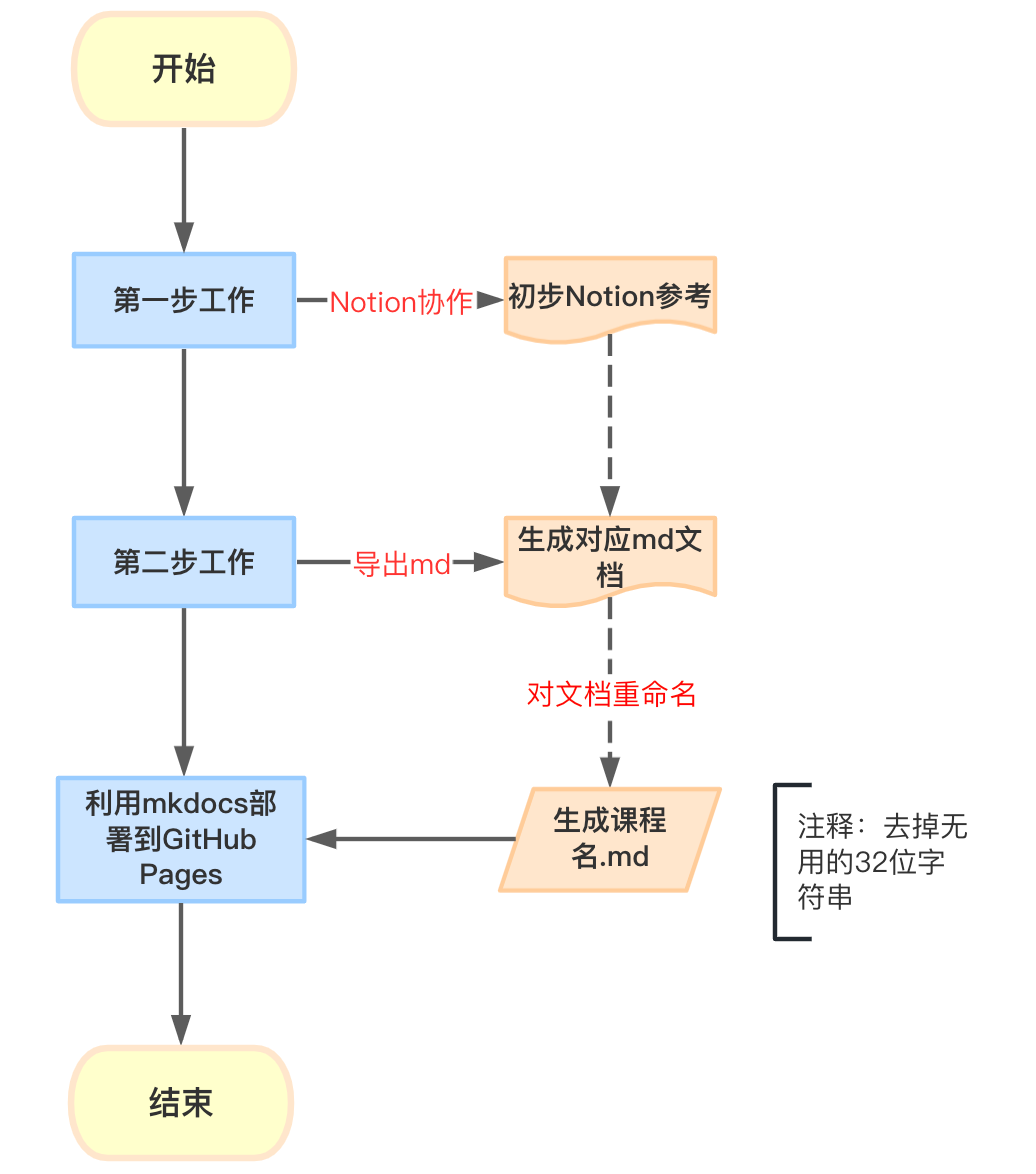 开始
第一步工作
Notion协作
初步Notion参考
第二步工作
导出md
生成对应md文
档
对文档重命名
利用mkdocs部
署到GitHub
Pages
生成课程
名.md
注释：去掉无
用的32位字
符串
结束